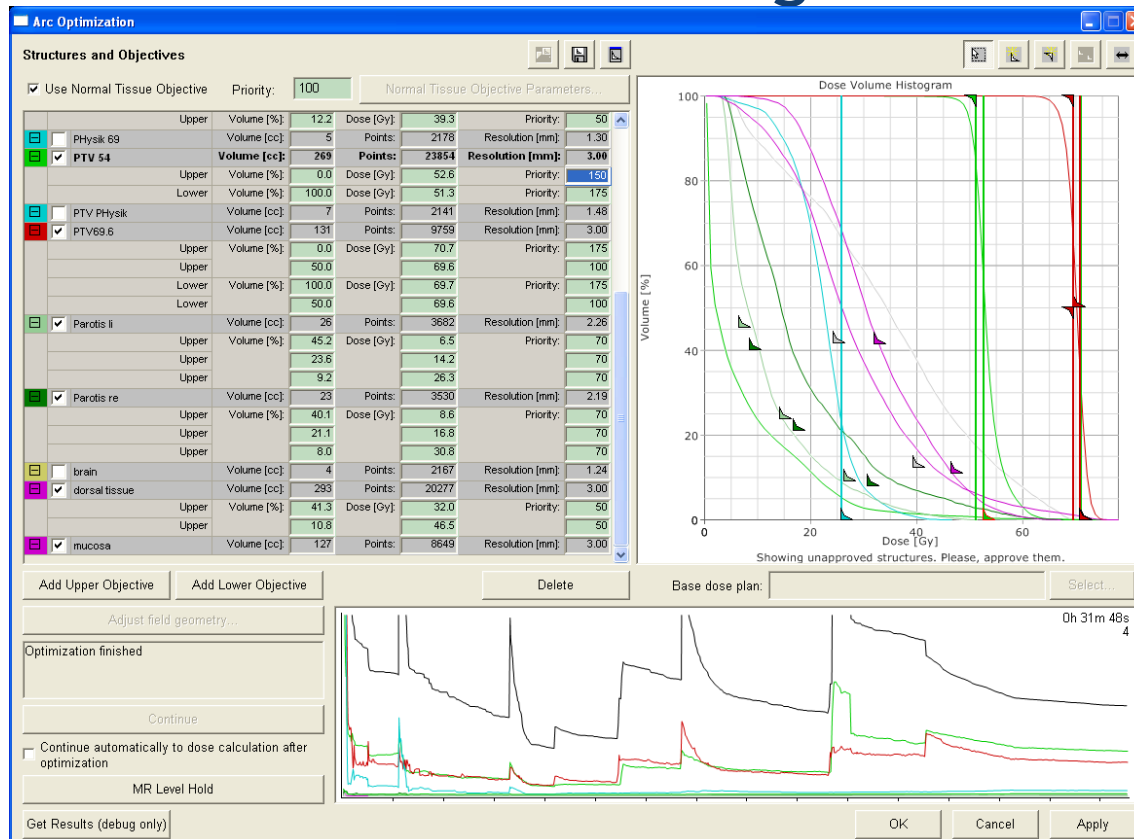 g
Arc Optimization
Structures and Objectives
Use Normal Tissue Objective Priority: 100 Normal Tissue Objective Parameters...
Upper Volume [%]: 12.2 Dose [Gy]: 39.3 Priority: 50
PHysik 69 Volume [cc]: 5 Points: 2178 Resolution [mm]: 1.30
PTV 54 Volume [cc]: 269 Points: 23854 Resolution [mm]: 3.00
Upper Volume [%]: 0.0 Dose [Gy]: 52.6 Priority: 150
Lower Volume [%]: 100.0 Dose [Gy]: 51.3 Priority: 175
PTV PHysik Volume [cc]: 7 Points: 2141 Resolution [mm]: 1.48
PTV69.6 Volume [cc]: 131 Points: 9759 Resolution [mm]: 3.00
Upper Volume [%]: 0.0 Dose [Gy]: 70.7 Priority: 175
Upper 50.0 69.6 100
Lower Volume [%]: 100.0 Dose [Gy]: 69.7 Priority: 175
Lower 50.0 69.6 100
Parotis li Volume [cc]: 26 Points: 3682 Resolution [mm]: 2.26
Upper Volume [%]: 45.2 Dose [Gy]: 6.5 Priority: 70
Upper 23.6 14.2 70
Upper 9.2 26.3 70
Parotis re Volume [cc]: 23 Points: 3530 Resolution [mm]: 2.19
Upper Volume [%]: 40.1 Dose [Gy]: 8.6 Priority: 70
Upper 21.1 16.8 70
Upper 8.0 30.8 70
brain Volume [cc]: 4 Points: 2167 Resolution [mm]: 1.24
dorsal tissue Volume [cc]: 293 Points: 20277 Resolution [mm]: 3.00
Upper Volume [%]: 41.3 Dose [Gy]: 32.0 Priority: 50
Upper 10.8 46.5 50
mucosa Volume [cc]: 127 Points: 8649 Resolution [mm]: 3.00
Dose Volume Histogram
100
80
60
40
20
0
Volume [%]
0 20 40 60
Dose [Gy]
Showing unapproved structures. Please, approve them.
Add Upper Objective Add Lower Objective Delete Base dose plan: Select...
Adjust field geometry...
Optimization finished
Continue
Continue automatically to dose calculation after
optimization
MR Level Hold
Get Results (debug only)
0h 31m 48s
4
OK Cancel Apply